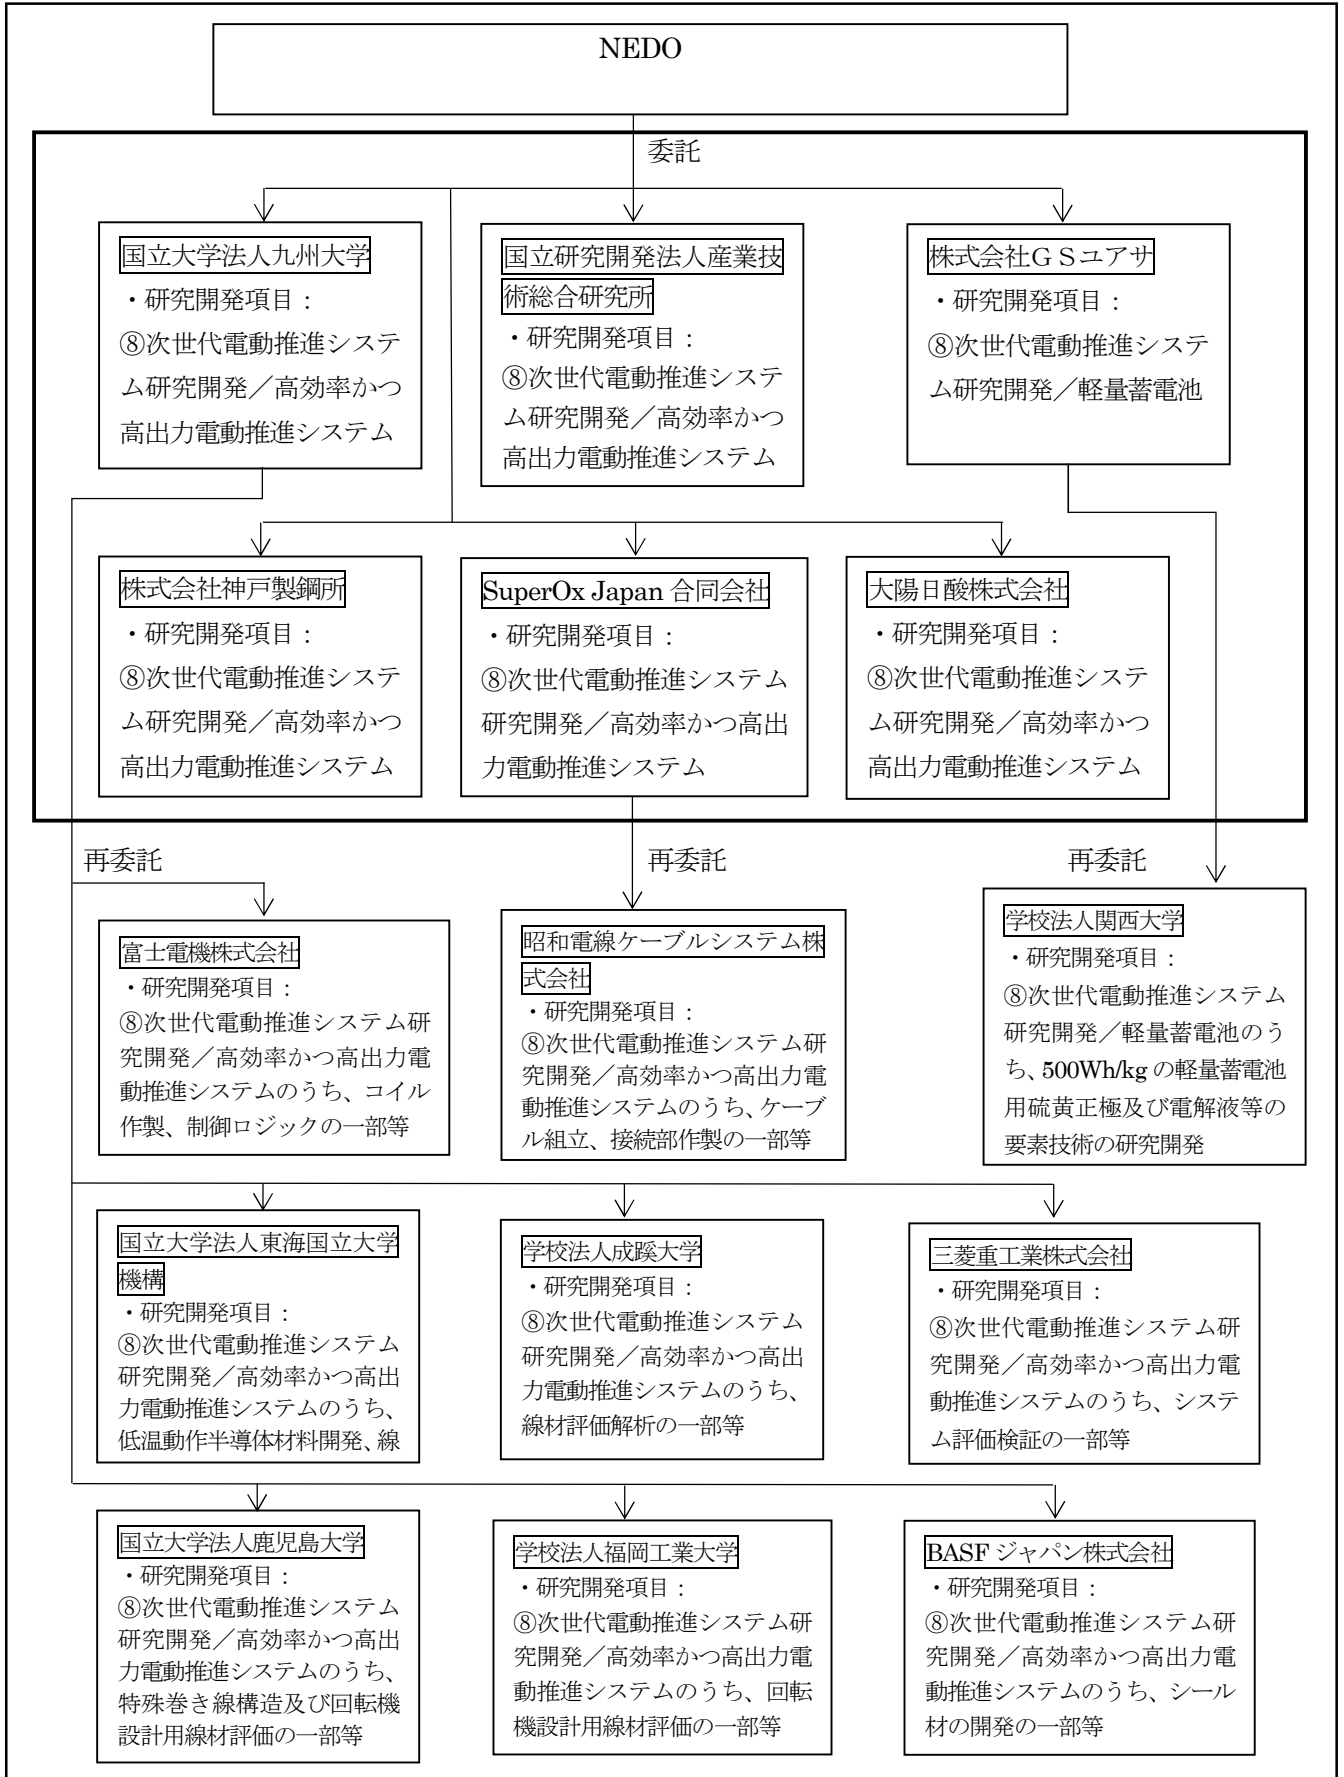 NEDO
委託
国立大学法人九州大学
・研究開発項目：
⑧次世代電動推進システ
ム研究開発／高効率かつ
高出力電動推進システム
国立研究開発法人産業技
術総合研究所
・研究開発項目：
⑧次世代電動推進システ
ム研究開発／高効率かつ
高出力電動推進システム
株式会社ＧＳユアサ
・研究開発項目：
⑧次世代電動推進システ
ム研究開発／軽量蓄電池
株式会社神戸製鋼所
・研究開発項目：
⑧次世代電動推進システ
ム研究開発／高効率かつ
高出力電動推進システム
SuperOx Japan 合同会社
・研究開発項目：
⑧次世代電動推進システム
研究開発／高効率かつ高出
力電動推進システム
大陽日酸株式会社
・研究開発項目：
⑧次世代電動推進システ
ム研究開発／高効率かつ
高出力電動推進システム
再委託
再委託
再委託
富士電機株式会社
・研究開発項目：
⑧次世代電動推進システム研
究開発／高効率かつ高出力電
動推進システムのうち、コイル
作製、制御ロジックの一部等
昭和電線ケーブルシステム株
式会社
・研究開発項目：
⑧次世代電動推進システム研
究開発／高効率かつ高出力電
動推進システムのうち、ケーブ
ル組立、接続部作製の一部等
学校法人関西大学
・研究開発項目：
⑧次世代電動推進システム
研究開発／軽量蓄電池のう
ち、500Wh/kg の軽量蓄電池
用硫黄正極及び電解液等の
要素技術の研究開発
国立大学法人東海国立大学
機構
・研究開発項目：
⑧次世代電動推進システム
研究開発／高効率かつ高出
力電動推進システムのうち、
低温動作半導体材料開発、線
学校法人成蹊大学
・研究開発項目：
⑧次世代電動推進システム
研究開発／高効率かつ高出
力電動推進システムのうち、
線材評価解析の一部等
三菱重工業株式会社
・研究開発項目：
⑧次世代電動推進システム研
究開発／高効率かつ高出力電
動推進システムのうち、システ
ム評価検証の一部等
国立大学法人鹿児島大学
・研究開発項目：
⑧次世代電動推進システム
研究開発／高効率かつ高出
力電動推進システムのうち、
特殊巻き線構造及び回転機
設計用線材評価の一部等
学校法人福岡工業大学
・研究開発項目：
⑧次世代電動推進システム研
究開発／高効率かつ高出力電
動推進システムのうち、回転
機設計用線材評価の一部等
BASF ジャパン株式会社
・研究開発項目：
⑧次世代電動推進システム研
究開発／高効率かつ高出力電
動推進システムのうち、シール
材の開発の一部等